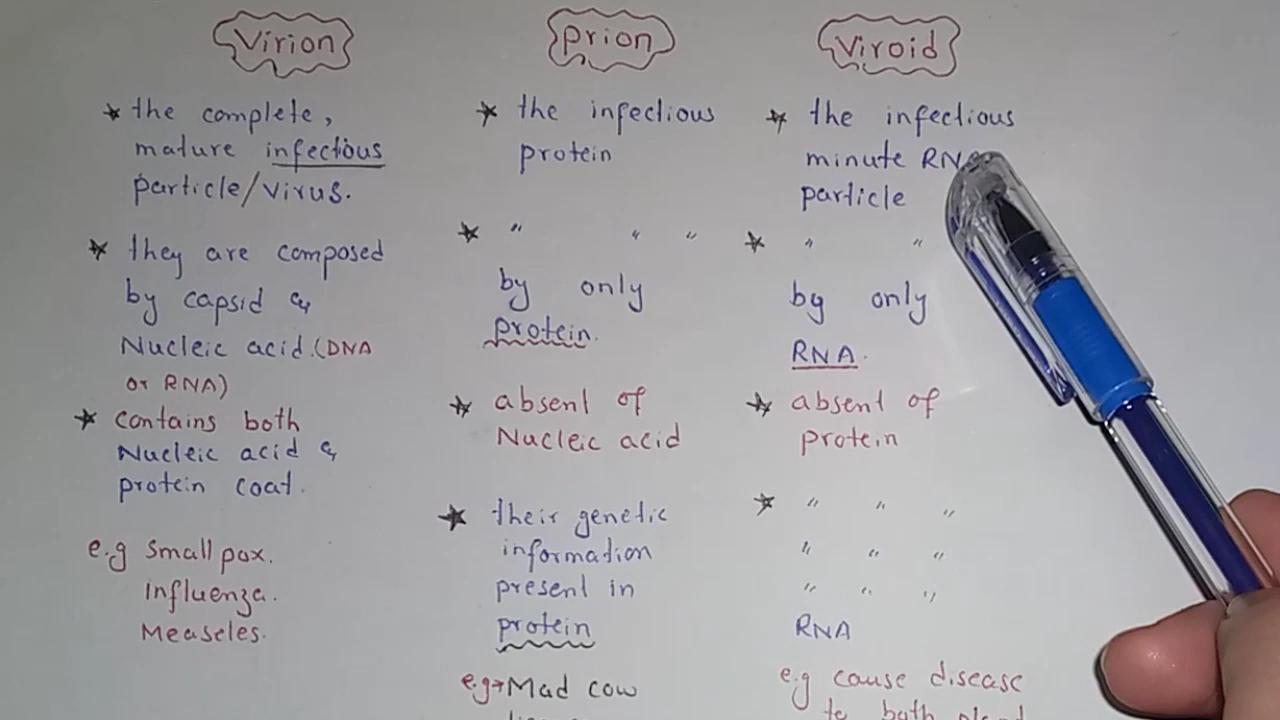 Virion
the complete,
mature infectious
particle/Virus.
they are composed
by capsid &
Nucleic acid.(DNA
or RNA)
contains both
Nucleic acid &
protein coat.
e.g Small pox.
Influenza.
Measeles.
Prion
the infectious
protein
" " "
by only
protein.
absent of
Nucleic acid
their genetic
information
present in
protein
e.g→Mad cow
Viroid
the infectious
minute RNA
particle
" "
by only
RNA.
absent of
protein
" " "
" " "
" " "
RNA
e.g cause disease
to both